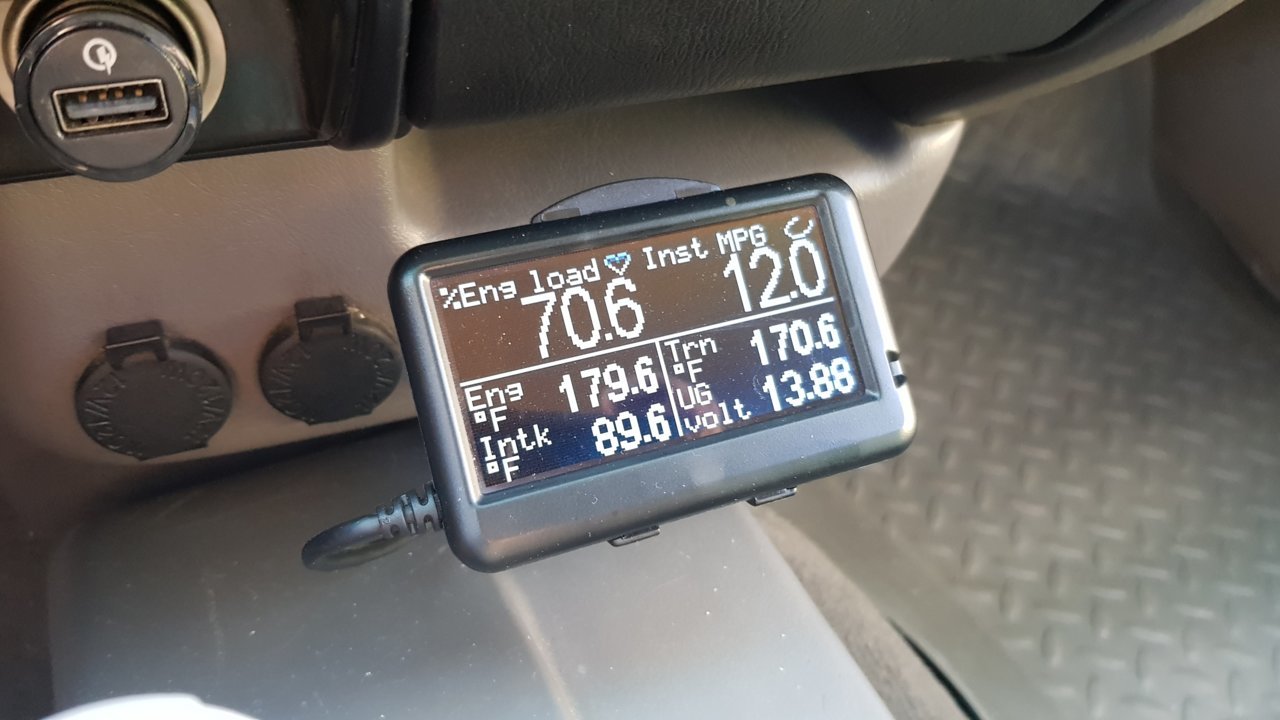 %Eng load Inst MPG
70.6 12.0
Eng °F 179.6 Trn °F 170.6
Intk °F 89.6 UG volt 13.88